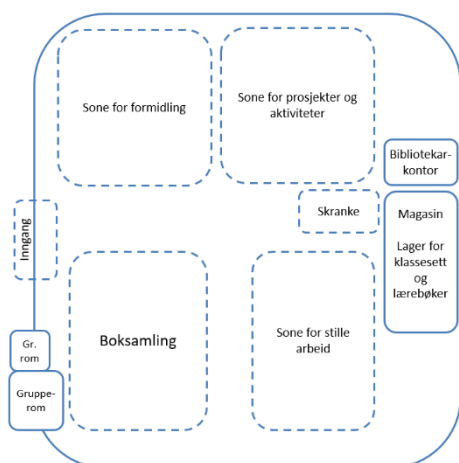 Sone for formidling
Sone for prosjekter og
aktiviteter
Bibliotekar-
kontor
Skranke
Magasin
Lager for
klassesett
og
lærebøker
Inngang
Boksamling
Sone for stille
arbeid
Gr.
rom
Gruppe-
rom